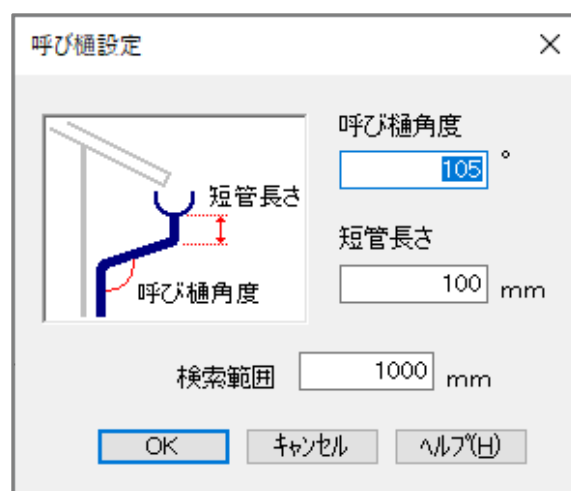 呼び樋設定
呼び樋角度
105 °
短管長さ
短管長さ
100 mm
呼び樋角度
検索範囲 1000 mm
OK キャンセル ヘルプ(H)